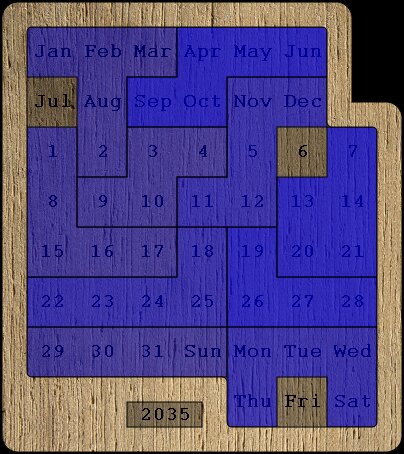 Jan Feb Mar Apr May Jun
Jul Aug Sep Oct Nov Dec
1 2 3 4 5 6 7
8 9 10 11 12 13 14
15 16 17 18 19 20 21
22 23 24 25 26 27 28
29 30 31 Sun Mon Tue Wed
Thu Fri Sat
2035